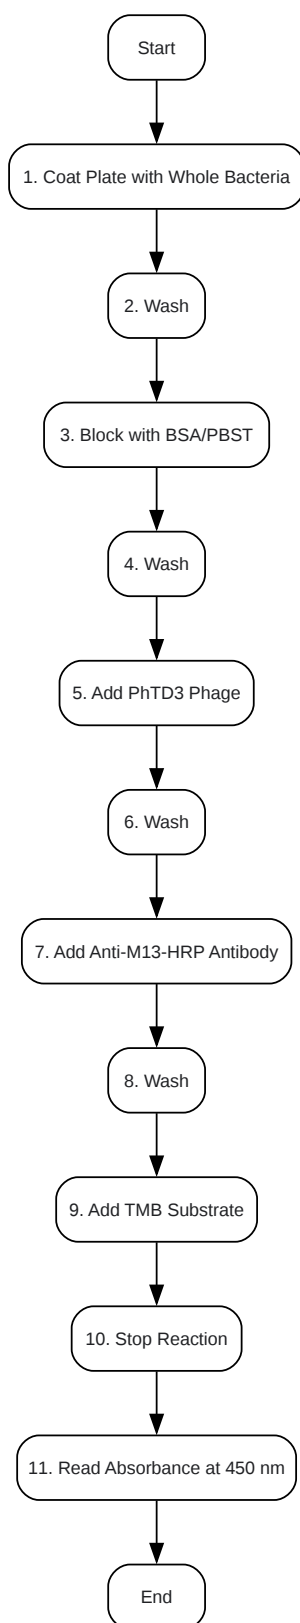 Start
1. Coat Plate with Whole Bacteria
2. Wash
3. Block with BSA/PBST
4. Wash
5. Add PhTD3 Phage
6. Wash
7. Add Anti-M13-HRP Antibody
8. Wash
9. Add TMB Substrate
10. Stop Reaction
11. Read Absorbance at 450 nm
End